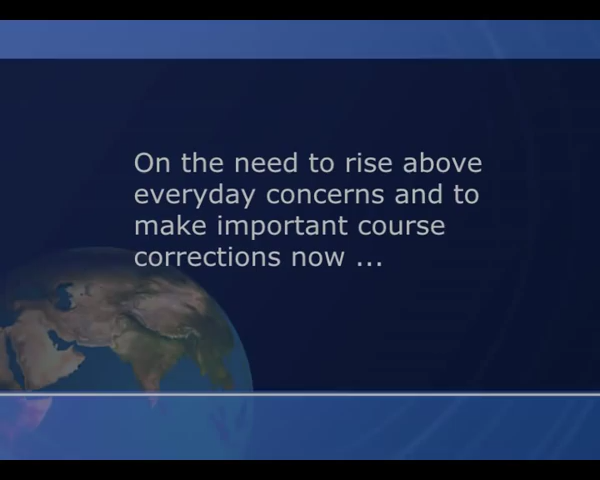 On the need to rise above
everyday concerns and to
make important course
corrections now ...